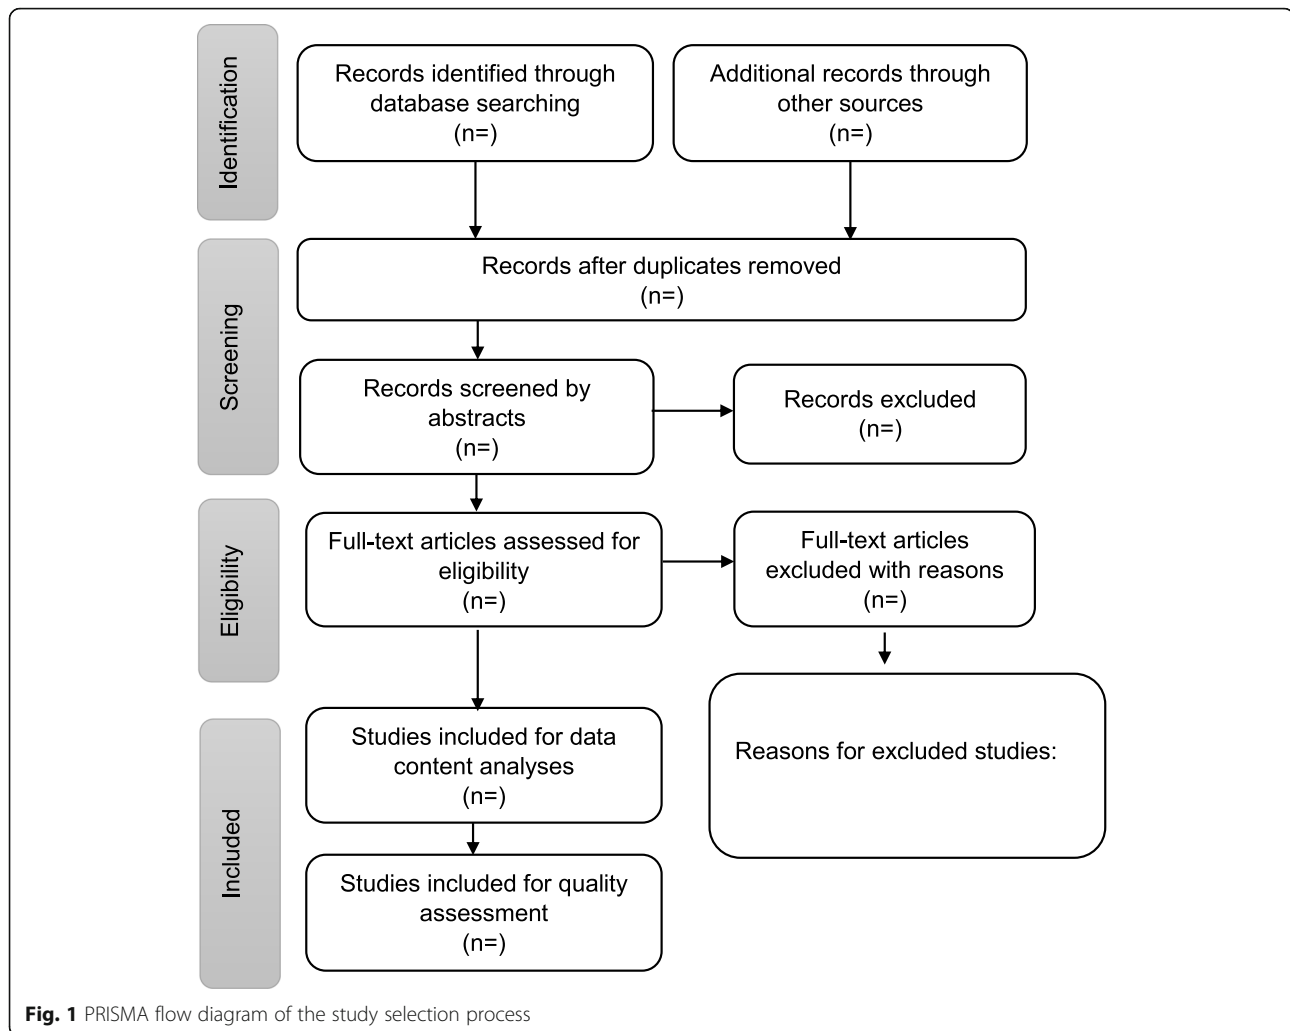 Identification
Records identified through
database searching
(n=)
Additional records through
other sources
(n=)
Screening
Records after duplicates removed
(n=)
Records screened by
abstracts
(n=)
Records excluded
(n=)
Eligibility
Full-text articles assessed for
eligibility
(n=)
Full-text articles
excluded with reasons
(n=)
Included
Studies included for data
content analyses
(n=)
Reasons for excluded studies:
Studies included for quality
assessment
(n=)
Fig. 1 PRISMA flow diagram of the study selection process